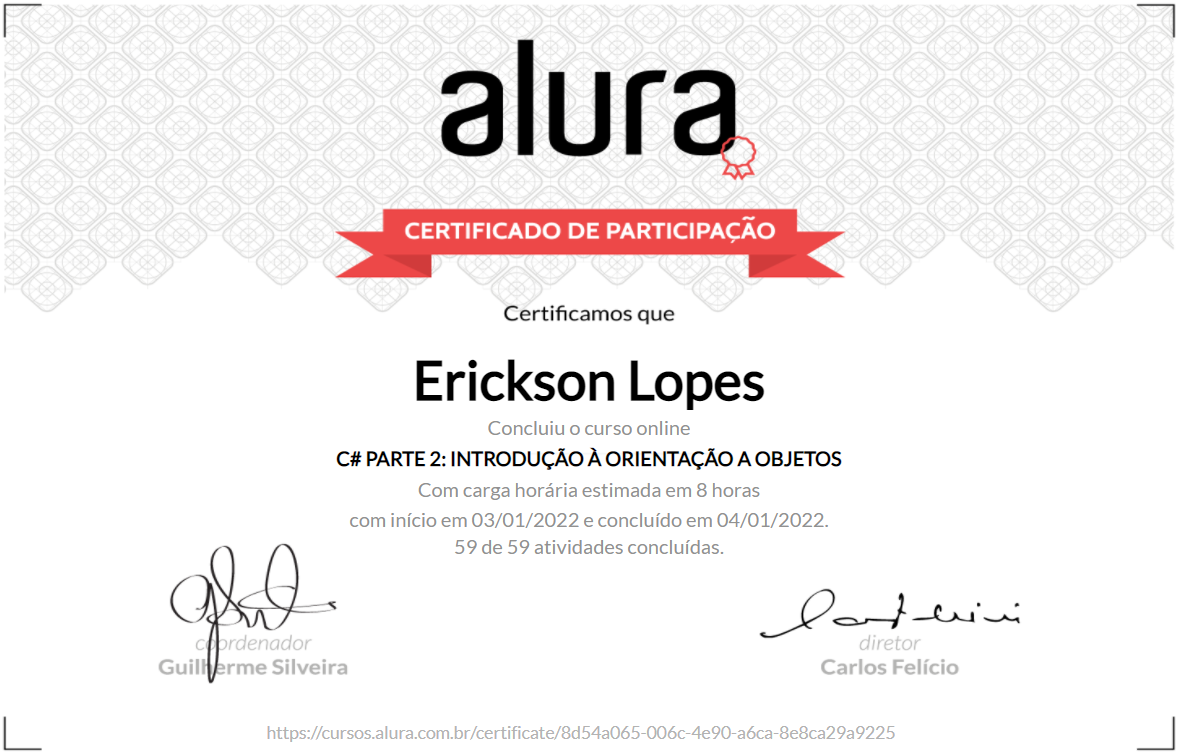 alura
CERTIFICADO DE PARTICIPAÇÃO
Certificamos que
Erickson Lopes
Concluiu o curso online
C# PARTE 2: INTRODUÇÃO À ORIENTAÇÃO A OBJETOS
Com carga horária estimada em 8 horas
com início em 03/01/2022 e concluído em 04/01/2022.
59 de 59 atividades concluídas.
coordenador
Guilherme Silveira
diretor
Carlos Felício
https://cursos.alura.com.br/certificate/8d54a065-006c-4e90-a6ca-8e8ca29a9225